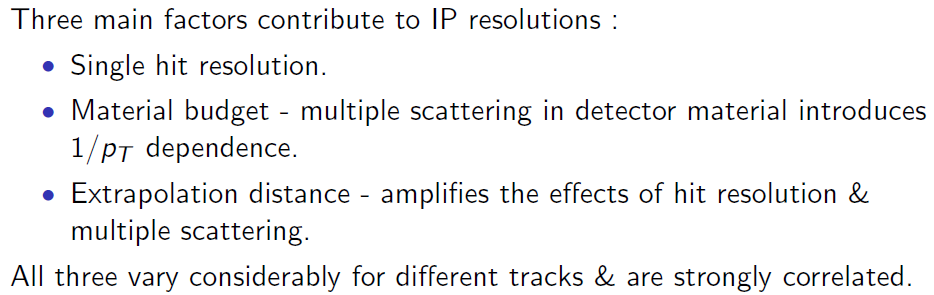 Three main factors contribute to IP resolutions :
• Single hit resolution.
• Material budget - multiple scattering in detector material introduces
1/pT dependence.
• Extrapolation distance - amplifies the effects of hit resolution &
multiple scattering.
All three vary considerably for different tracks & are strongly correlated.